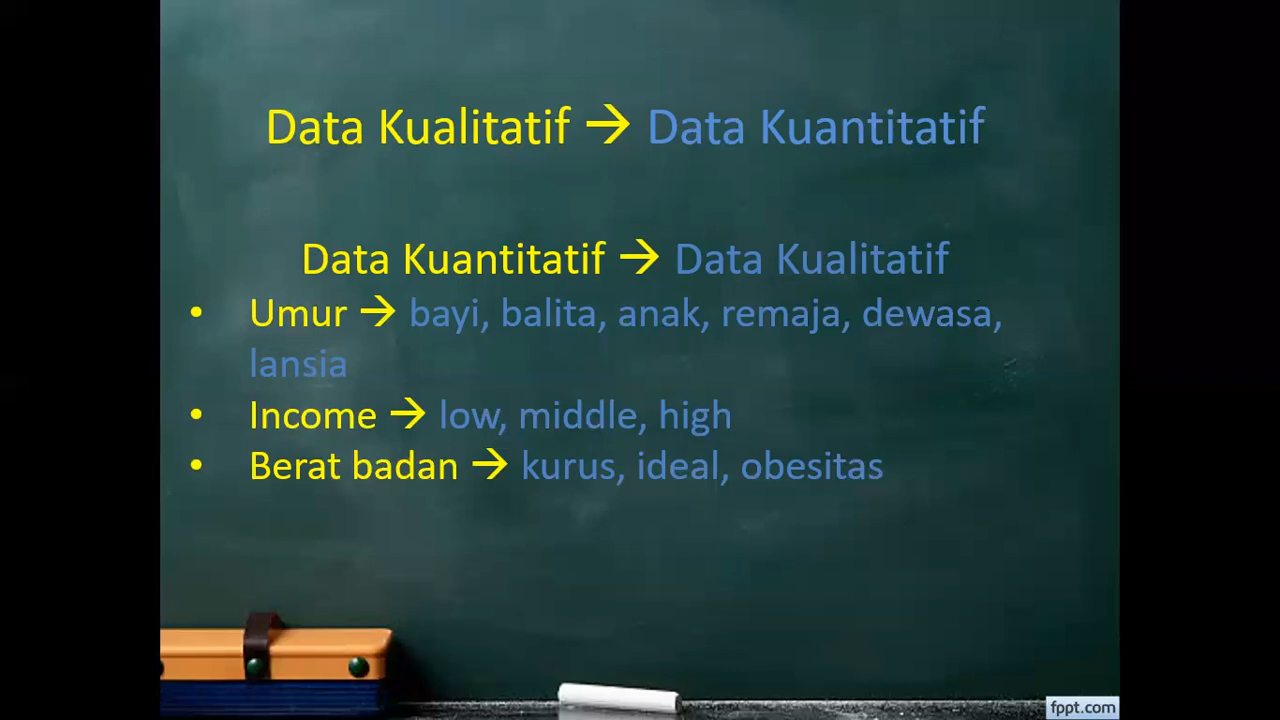 Data Kualitatif → Data Kuantitatif
Data Kuantitatif → Data Kualitatif
• Umur → bayi, balita, anak, remaja, dewasa,
lansia
• Income → low, middle, high
• Berat badan → kurus, ideal, obesitas
fppt.com